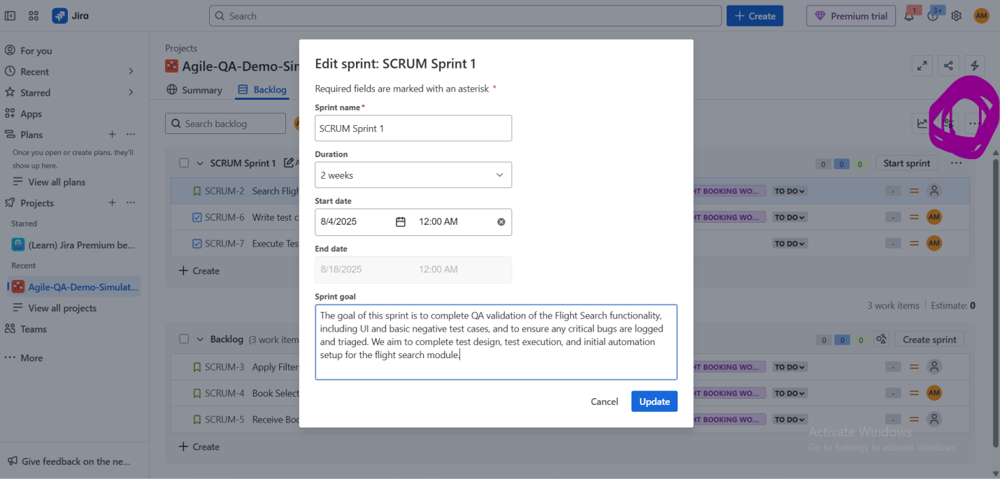 Jira
Search
+ Create
Premium trial
1
3+
AM
For you
Recent
Starred
Apps
Plans
Once you open or create plans, they'll
show up here.
View all plans
Projects
Starred
(Learn) Jira Premium be...
Recent
Agile-QA-Demo-Simulat...
View all projects
Teams
More
Give feedback on the ne...
Projects
Agile-QA-Demo-Sim
Summary
Backlog
Search backlog
SCRUM Sprint 1
0 0 0
Start sprint
SCRUM-2 Search Fligh
HT BOOKING WO...
TO DO
-
SCRUM-6 Write test c
HT BOOKING WO...
TO DO
-
AM
SCRUM-7 Execute Tes
TO DO
-
AM
+ Create
3 work items Estimate: 0
Backlog (3 work item
0 0 0
Create sprint
SCRUM-3 Apply Filter
HT BOOKING WO...
TO DO
-
SCRUM-4 Book Select
HT BOOKING WO...
TO DO
-
AM
SCRUM-5 Receive Boo
HT BOOKING WO...
TO DO
-
+ Create
Edit sprint: SCRUM Sprint 1
Required fields are marked with an asterisk *
Sprint name*
SCRUM Sprint 1
Duration
2 weeks
Start date
8/4/2025 12:00 AM
End date
8/18/2025 12:00 AM
Sprint goal
The goal of this sprint is to complete QA validation of the Flight Search functionality,
including UI and basic negative test cases, and to ensure any critical bugs are logged
and triaged. We aim to complete test design, test execution, and initial automation
setup for the flight search module.
Cancel
Update
Activate Windows
Go to Settings to activate Windows.